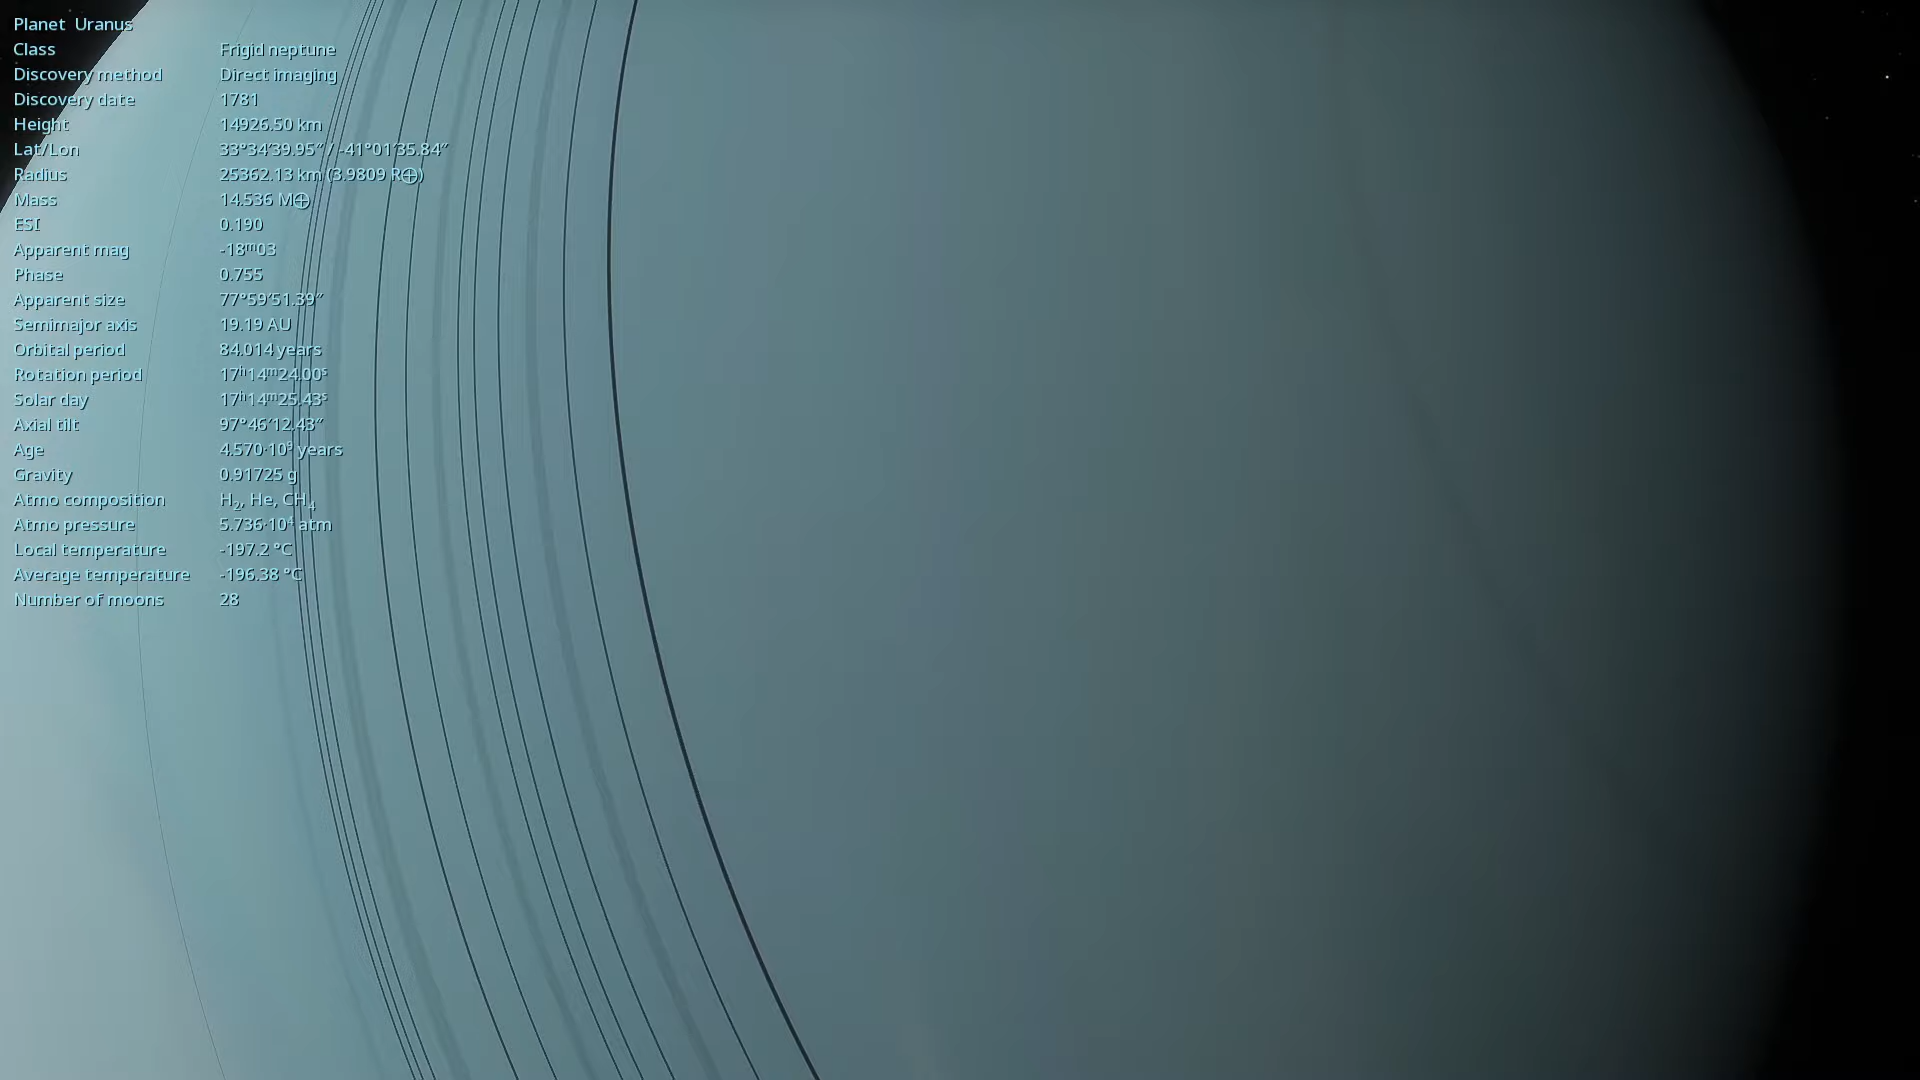 Planet Uranus
Class Frigid neptune
Discovery method Direct imaging
Discovery date 1781
Height 14926.50 km
Lat/Lon 33°34′39.95″ / -41°01′35.84″
Radius 25362.13 km (3.9809 R⊕)
Mass 14.536 M⊕
ESI 0.190
Apparent mag -18ᵐ03
Phase 0.755
Apparent size 77°59′51.39″
Semimajor axis 19.19 AU
Orbital period 84.014 years
Rotation period 17ʰ14ᵐ24.00ˢ
Solar day 17ʰ14ᵐ25.43ˢ
Axial tilt 97°46′12.43″
Age 4.570·10⁹ years
Gravity 0.91725 g
Atmo composition H₂, He, CH₄
Atmo pressure 5.736·10⁴ atm
Local temperature -197.2 °C
Average temperature -196.38 °C
Number of moons 28